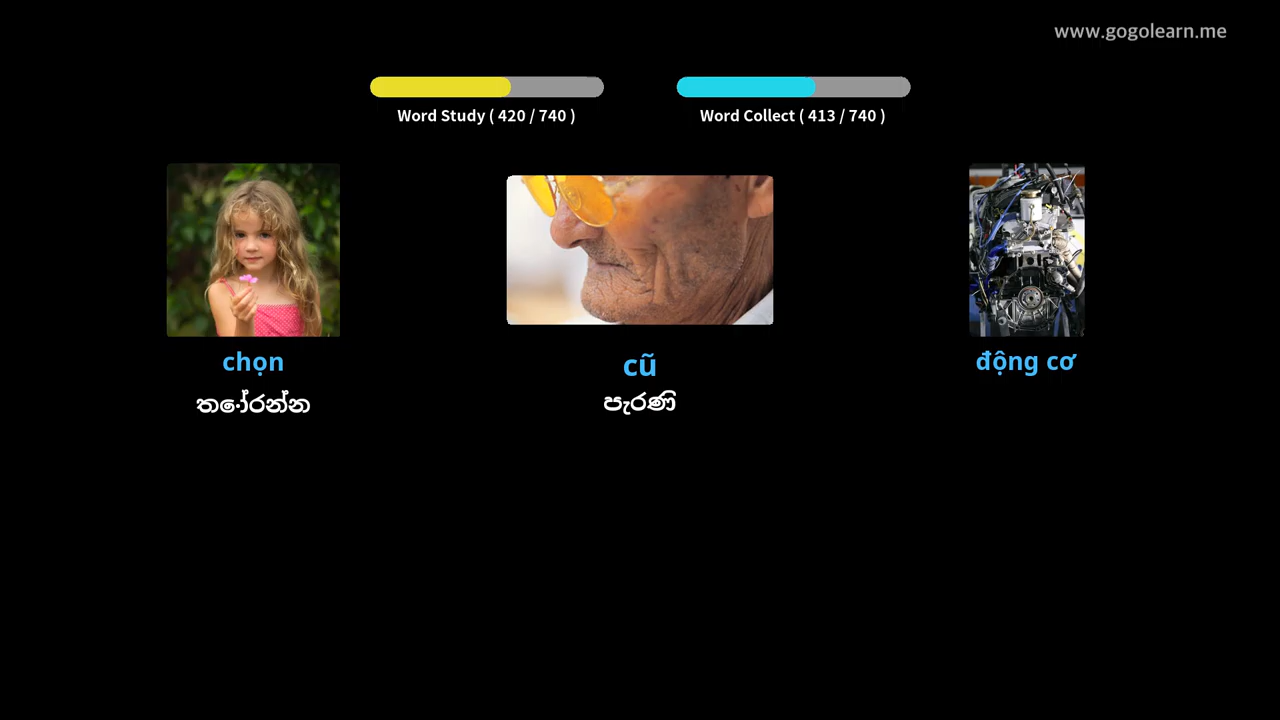 www.gogolearn.me
Word Study ( 420 / 740 )
Word Collect ( 413 / 740 )
chọn
cũ
động cơ
තෝරන්න
පැරණි